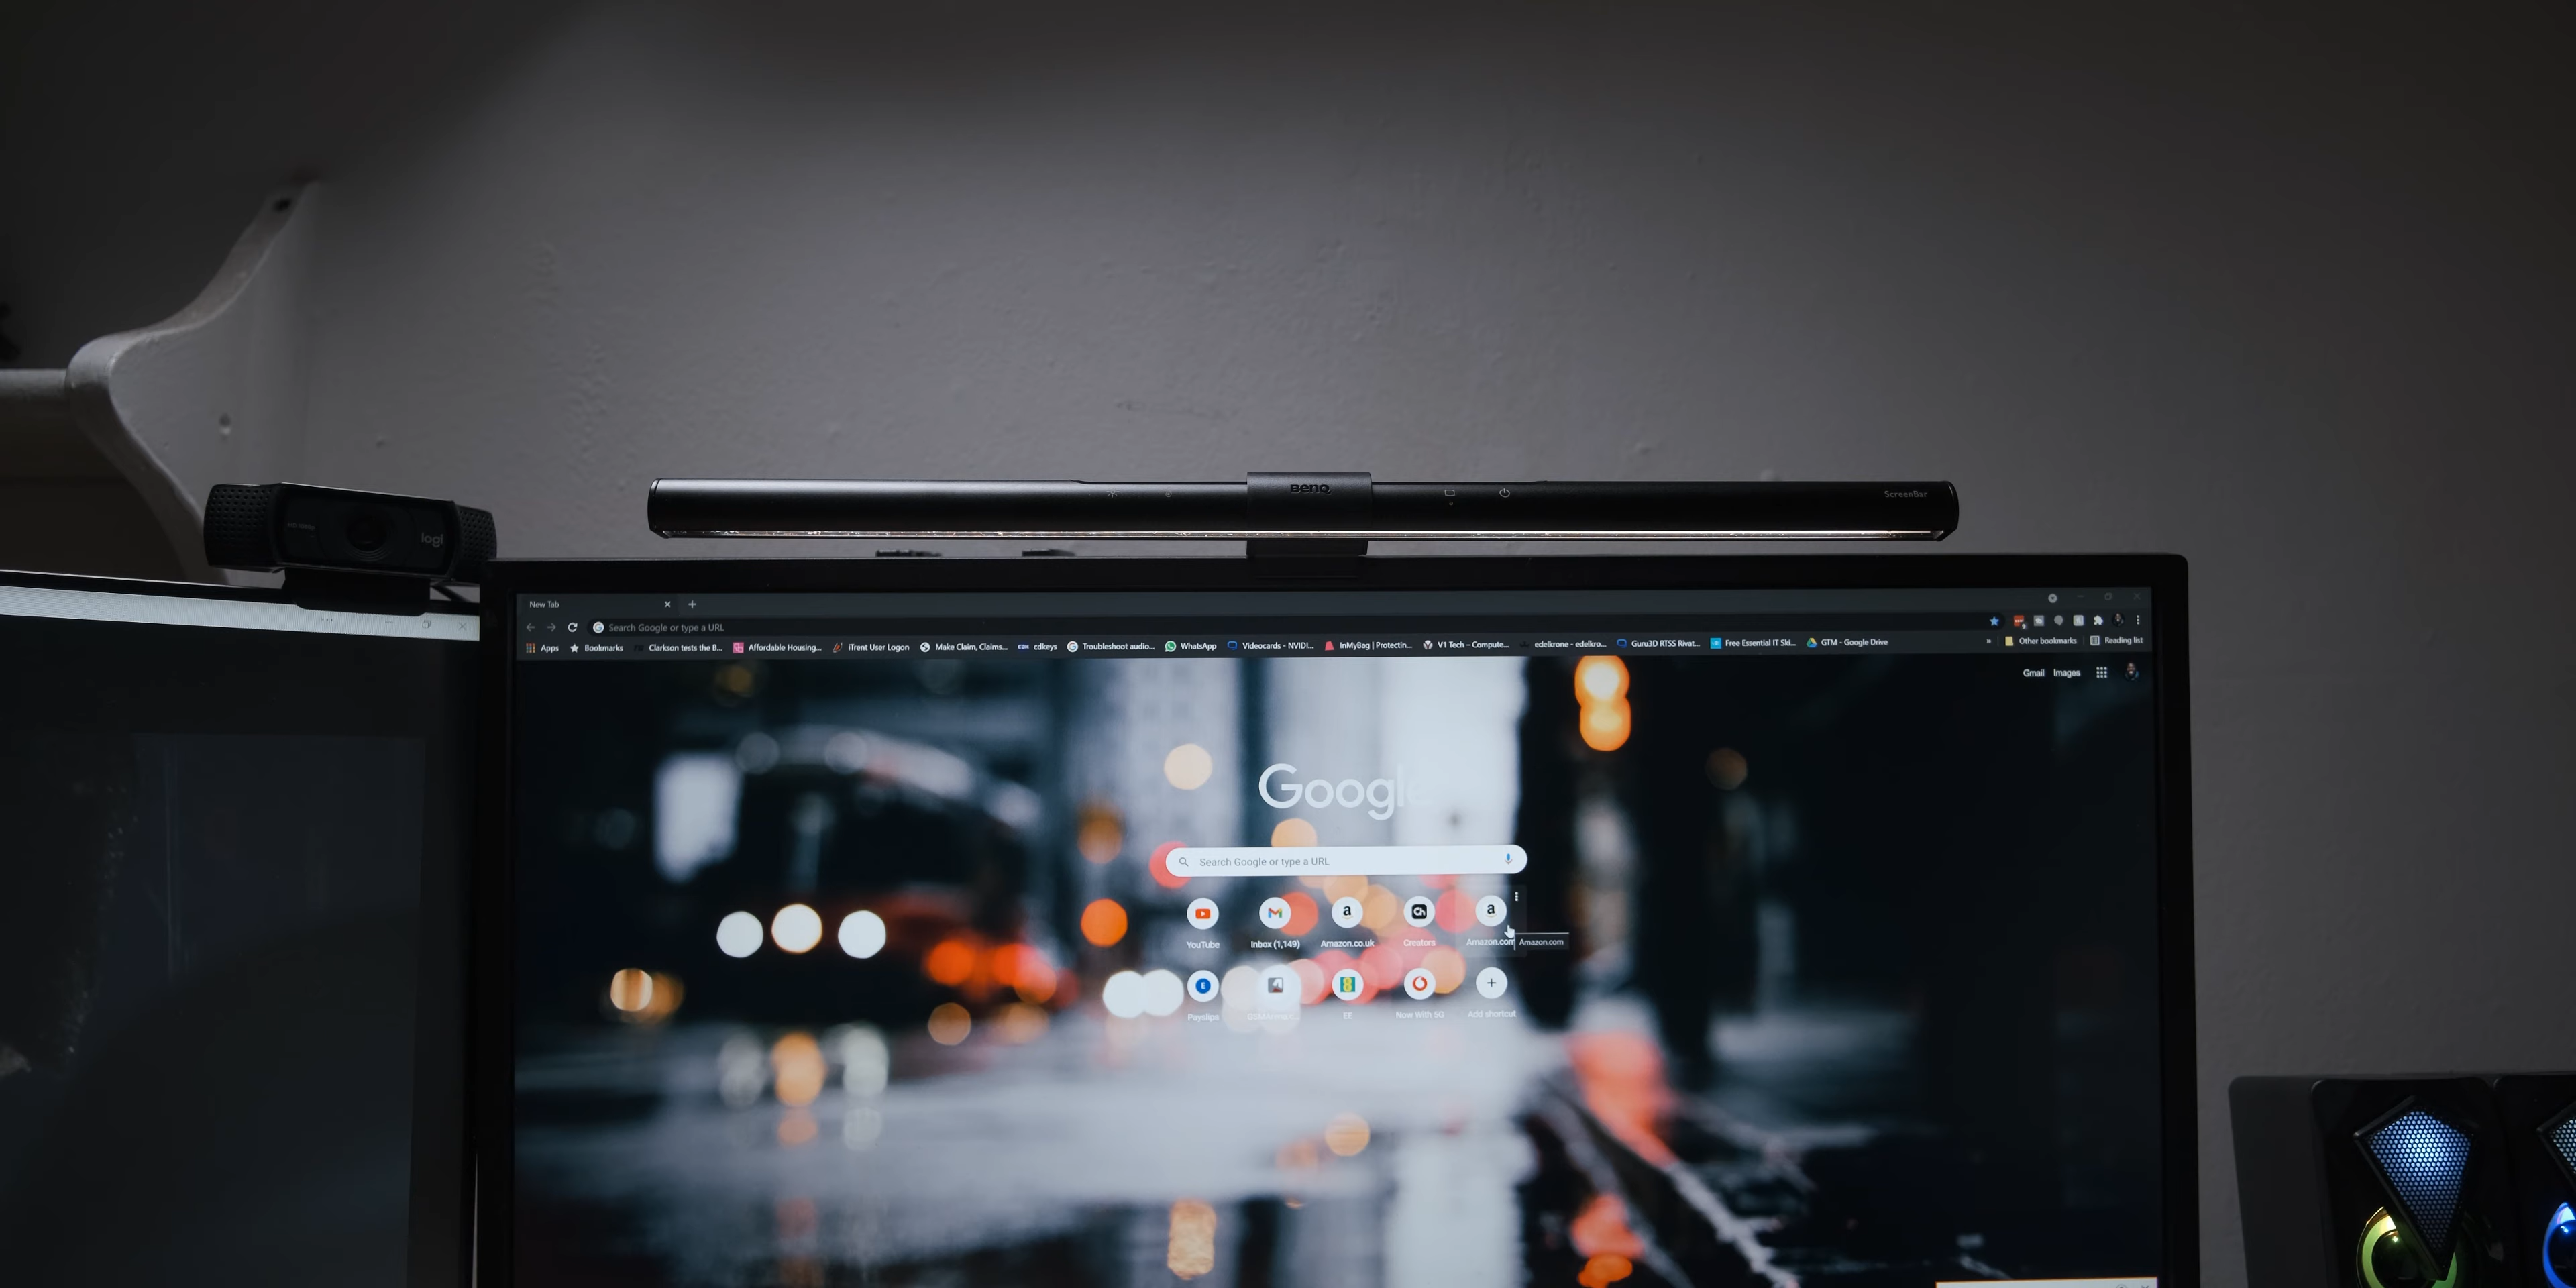 BenQ
ScreenBar
logi
New Tab
Search Google or type a URL
Apps Bookmarks Clarkson tests the B... Affordable Housing... iTrent User Logon Make Claim, Claims... cdkeys Troubleshoot audio... WhatsApp Videocards - NVIDI... InMyBag | Protectin... V1 Tech – Compute... edelkrone - edelkro... Guru3D RTSS Rivat... Free Essential IT Ski... GTM - Google Drive » Other bookmarks Reading list
Gmail Images
Google
Search Google or type a URL
YouTube Inbox (1,149) Amazon.co.uk Creators Amazon.com Amazon.com
Payslips EE Now With 5G Add shortcut